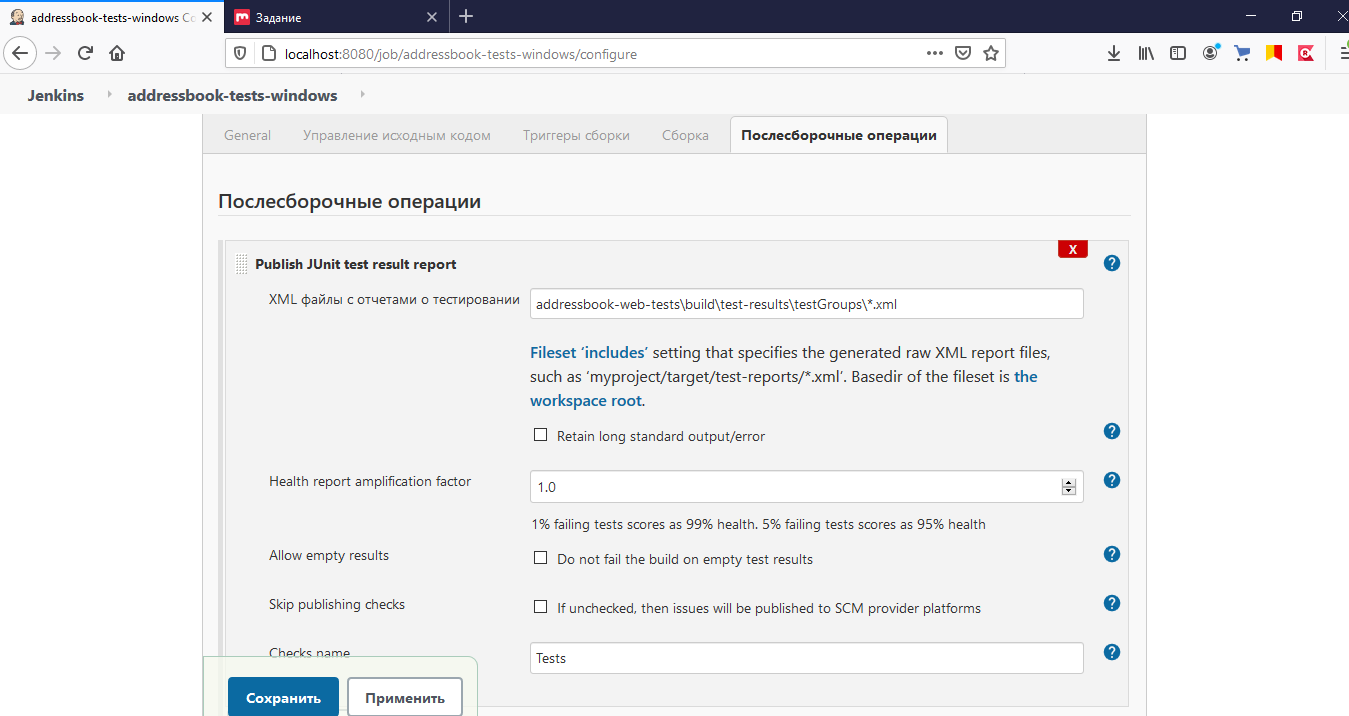 addressbook-tests-windows Co
Задание
localhost:8080/job/addressbook-tests-windows/configure
Jenkins
addressbook-tests-windows
General
Управление исходным кодом
Триггеры сборки
Сборка
Послесборочные операции
Послесборочные операции
X
Publish JUnit test result report
XML файлы с отчетами о тестировании
addressbook-web-tests\build\test-results\testGroups\*.xml
Fileset ‘includes’ setting that specifies the generated raw XML report files,
such as ‘myproject/target/test-reports/*.xml’. Basedir of the fileset is the
workspace root.
Retain long standard output/error
Health report amplification factor
1.0
1% failing tests scores as 99% health. 5% failing tests scores as 95% health
Allow empty results
Do not fail the build on empty test results
Skip publishing checks
If unchecked, then issues will be published to SCM provider platforms
Checks name
Tests
Сохранить
Применить